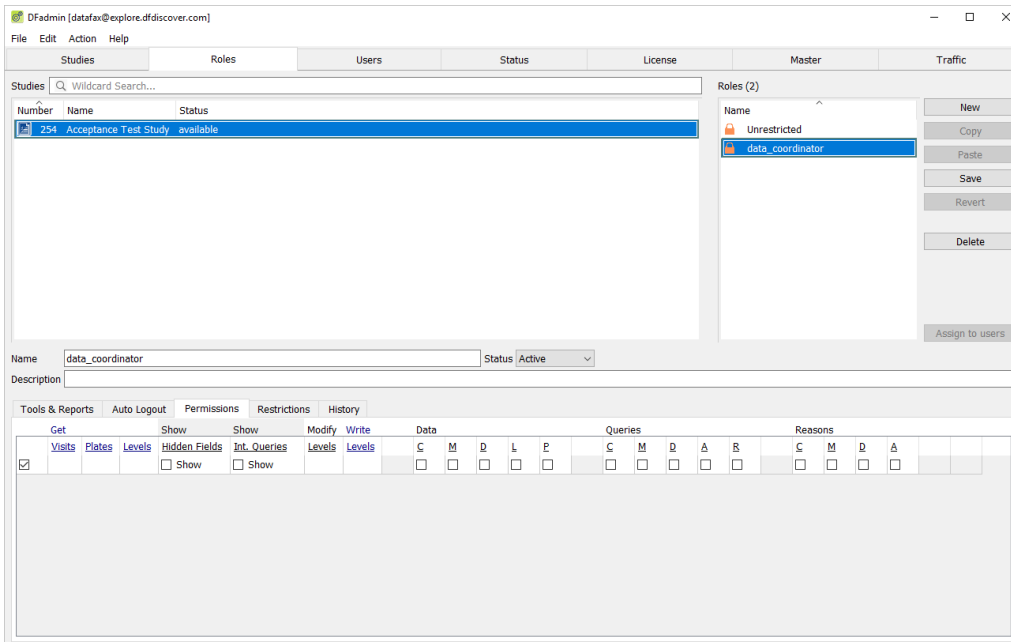 DFadmin [datafax@explore.dfdiscover.com]
File Edit Action Help
Studies Roles Users Status License Master Traffic
Studies Wildcard Search... Roles (2)
Number Name Status Name New
254 Acceptance Test Study available Unrestricted Copy
data_coordinator Paste
Save
Revert
Delete
Assign to users
Name data_coordinator Status Active
Description
Tools & Reports Auto Logout Permissions Restrictions History
Get Show Show Modify Write Data Queries Reasons
Visits Plates Levels Hidden Fields Int. Queries Levels Levels C M D L P C M D A R C M D A
Show Show